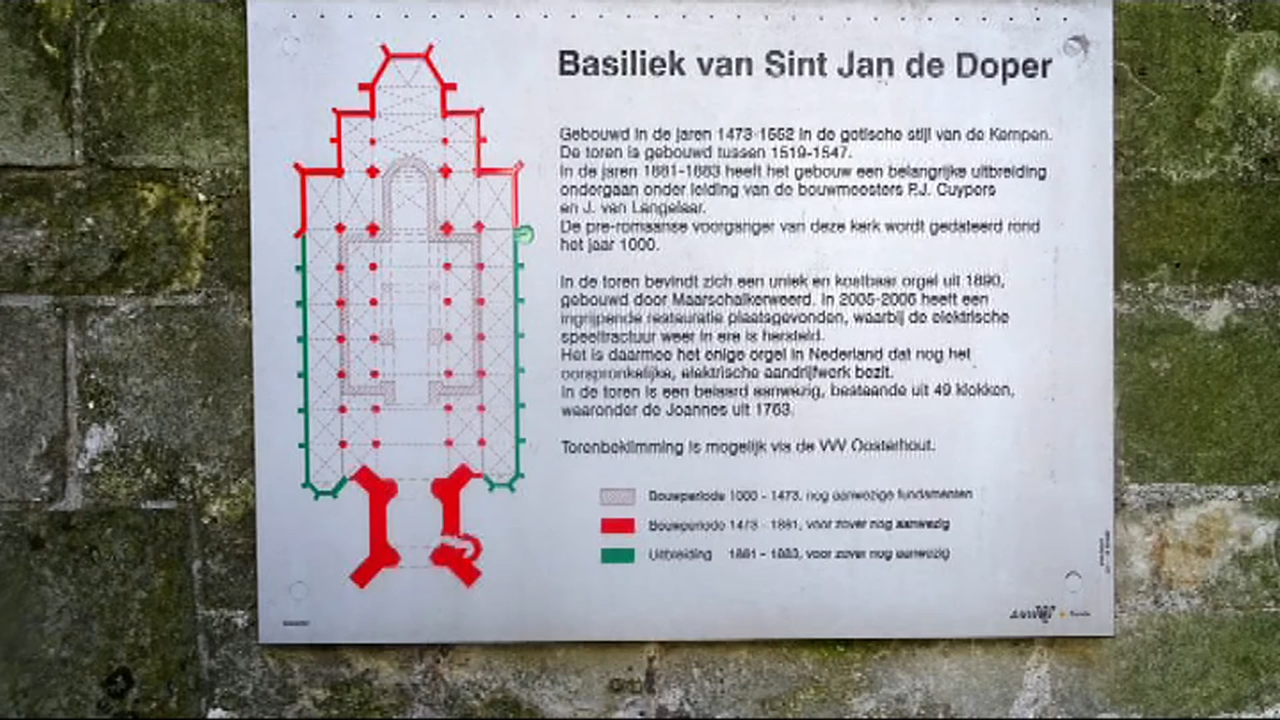 Basiliek van Sint Jan de Doper
Gebouwd in de jaren 1473-1552 in de gotische stijl van de Kempen.
De toren is gebouwd tussen 1519-1547.
In de jaren 1881-1883 heeft het gebouw een belangrijke uitbreiding
ondergaan onder leiding van de bouwmeesters P.J. Cuypers
en J. van Langelaar.
De pre-romaanse voorganger van deze kerk wordt gedateerd rond
het jaar 1000.
In de toren bevindt zich een uniek en kostbaar orgel uit 1890,
gebouwd door Maarschalkerweerd. In 2005-2006 heeft een
ingrijpende restauratie plaatsgevonden, waarbij de elektrische
speeltractuur weer in ere is hersteld.
Het is daarmee het enige orgel in Nederland dat nog het
oorspronkelijke, elektrische aandrijfwerk bezit.
In de toren is een beiaard aanwezig, bestaande uit 49 klokken,
waaronder de Joannes uit 1763.
Torenbeklimming is mogelijk via de VVV Oosterhout.
Bouwperiode 1000 - 1473, nog aanwezige fundamenten
Bouwperiode 1473 - 1881, voor zover nog aanwezig
Uitbreiding 1881 - 1883, voor zover nog aanwezig